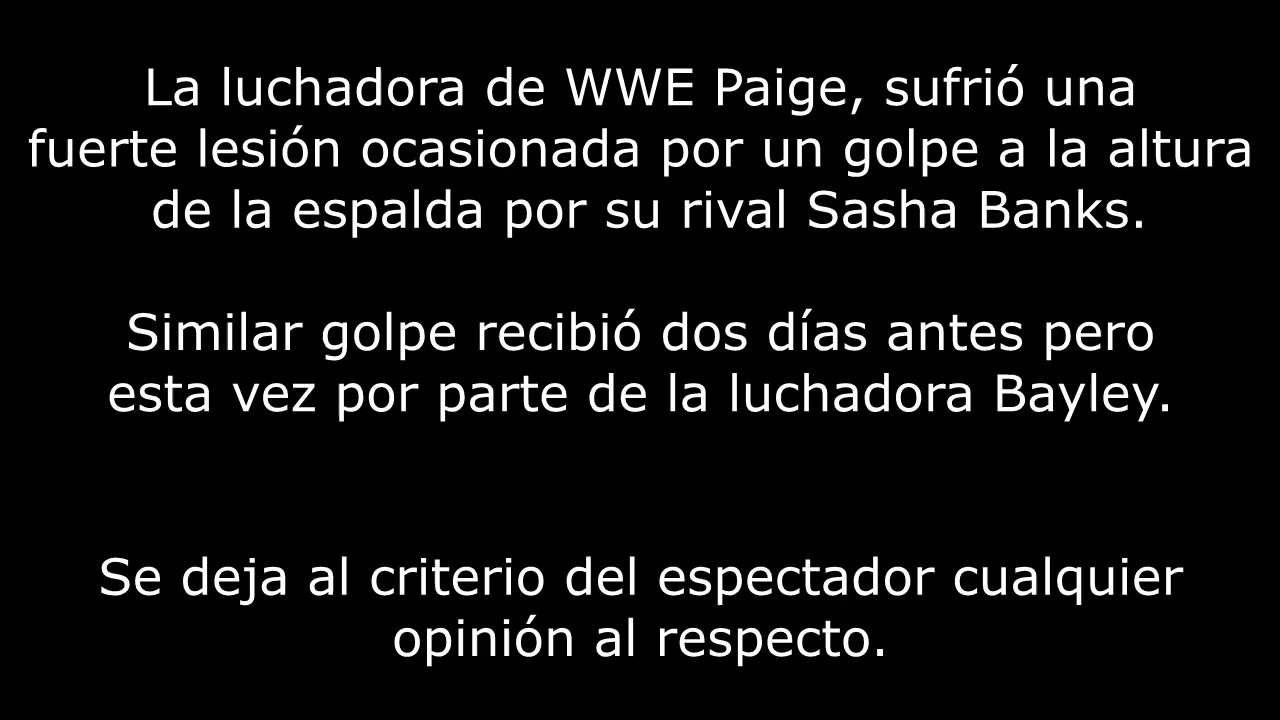 La luchadora de WWE Paige, sufrió una
fuerte lesión ocasionada por un golpe a la altura
de la espalda por su rival Sasha Banks.
Similar golpe recibió dos días antes pero
esta vez por parte de la luchadora Bayley.
Se deja al criterio del espectador cualquier
opinión al respecto.